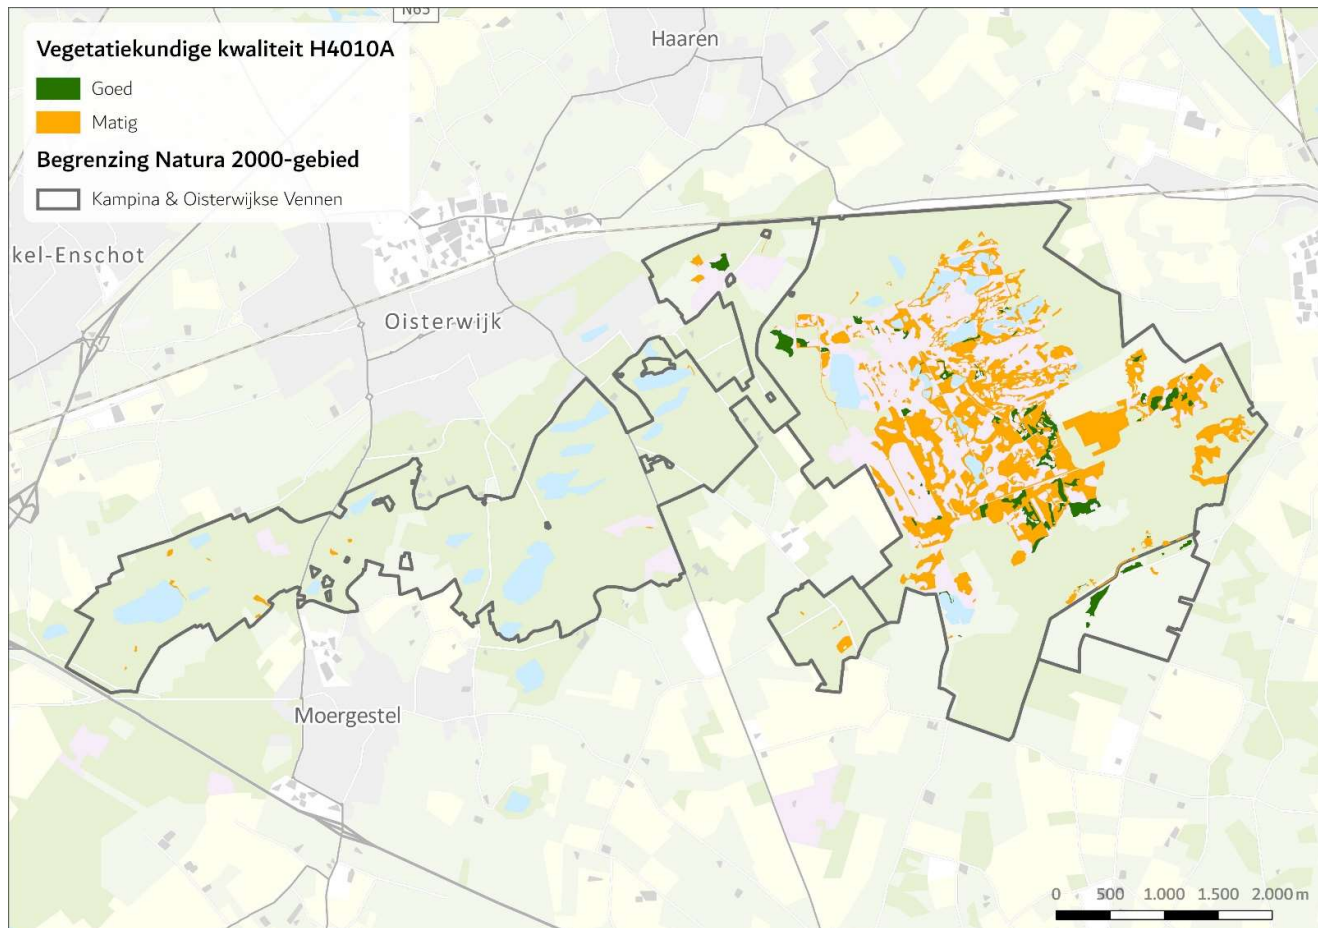 N65
Vegetatiekundige kwaliteit H4010A
Goed
Matig
Begrenzing Natura 2000-gebied
Kampina & Oisterwijkse Vennen
Haaren
kel-Enschot
Oisterwijk
Moergestel
0 500 1.000 1.500 2.000 m